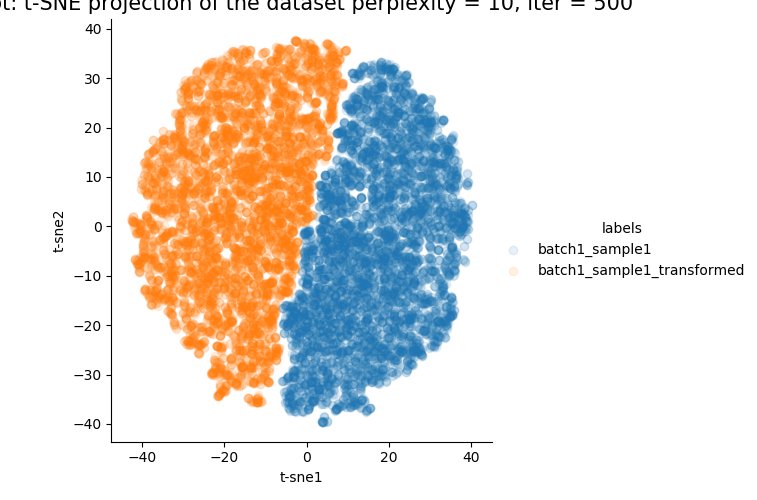 t: t-SNE projection of the dataset perplexity = 10, iter = 500
40
30
20
10
0
−10
−20
−30
−40
t-sne2
−40
−20
0
20
40
t-sne1
labels
batch1_sample1
batch1_sample1_transformed